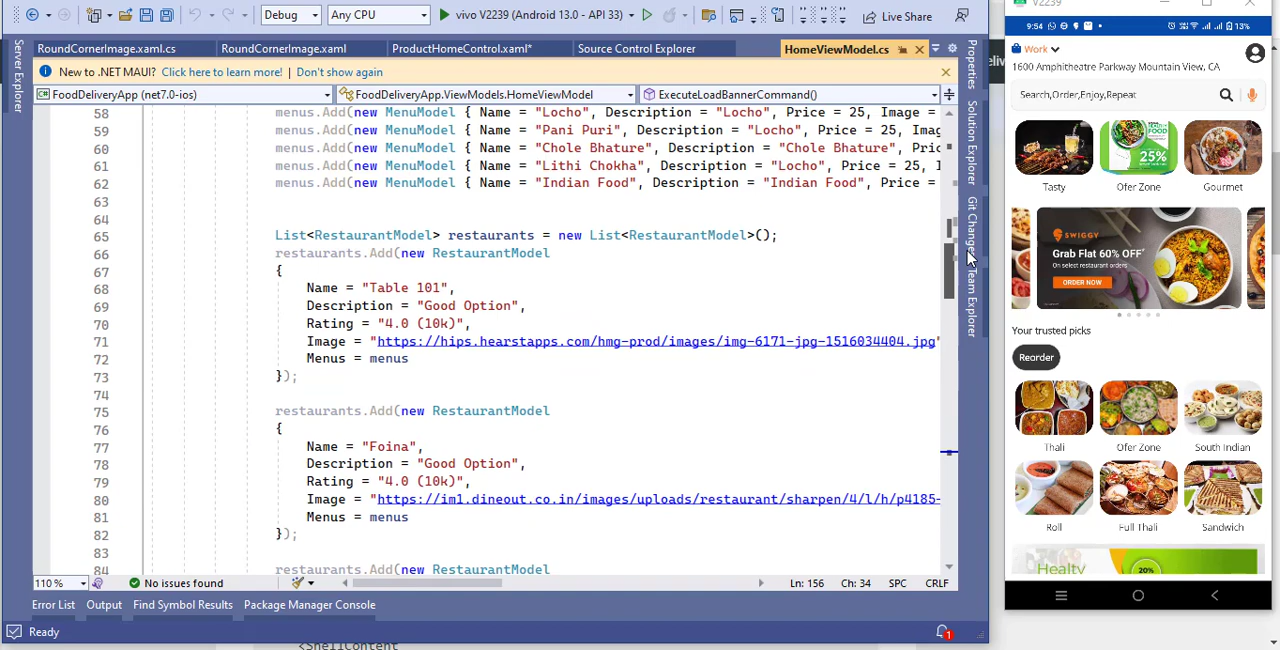 Debug
Any CPU
vivo V2239 (Android 13.0 - API 33)
Live Share
RoundCornerImage.xaml.cs
RoundCornerImage.xaml
ProductHomeControl.xaml*
Source Control Explorer
HomeViewModel.cs
New to .NET MAUI? Click here to learn more! | Don't show again
FoodDeliveryApp (net7.0-ios)
FoodDeliveryApp.ViewModels.HomeViewModel
ExecuteLoadBannerCommand()
Server Explorer
58 menus.Add(new MenuModel { Name = "Locho", Description = "Locho", Price = 25, Image =
59 menus.Add(new MenuModel { Name = "Pani Puri", Description = "Locho", Price = 25, Imag
60 menus.Add(new MenuModel { Name = "Chole Bhature", Description = "Chole Bhature", Pric
61 menus.Add(new MenuModel { Name = "Lithi Chokha", Description = "Locho", Price = 25, I
62 menus.Add(new MenuModel { Name = "Indian Food", Description = "Indian Food", Price =
63
64
65 List<RestaurantModel> restaurants = new List<RestaurantModel>();
66 restaurants.Add(new RestaurantModel
67 {
68 Name = "Table 101",
69 Description = "Good Option",
70 Rating = "4.0 (10k)",
71 Image = "https://hips.hearstapps.com/hmg-prod/images/img-6171-jpg-1516034404.jpg"
72 Menus = menus
73 });
74
75 restaurants.Add(new RestaurantModel
76 {
77 Name = "Foina",
78 Description = "Good Option",
79 Rating = "4.0 (10k)",
80 Image = "https://im1.dineout.co.in/images/uploads/restaurant/sharpen/4/l/h/p4185-
81 Menus = menus
82 });
83
84 restaurants.Add(new RestaurantModel
110 %
No issues found
Ln: 156
Ch: 34
SPC
CRLF
Error List
Output
Find Symbol Results
Package Manager Console
Ready
1
<ShellContent
Properties
Solution Explorer
Git Changes
Team Explorer
V2239
9:54
13%
Work
1600 Amphitheatre Parkway Mountain View, CA
Search,Order,Enjoy,Repeat
FOOD
25%
Tasty
Ofer Zone
Gourmet
SWIGGY
Grab Flat 60% OFF*
On select restaurant orders
ORDER NOW
Your trusted picks
Reorder
Thali
Ofer Zone
South Indian
Roll
Full Thali
Sandwich
Healty
20%